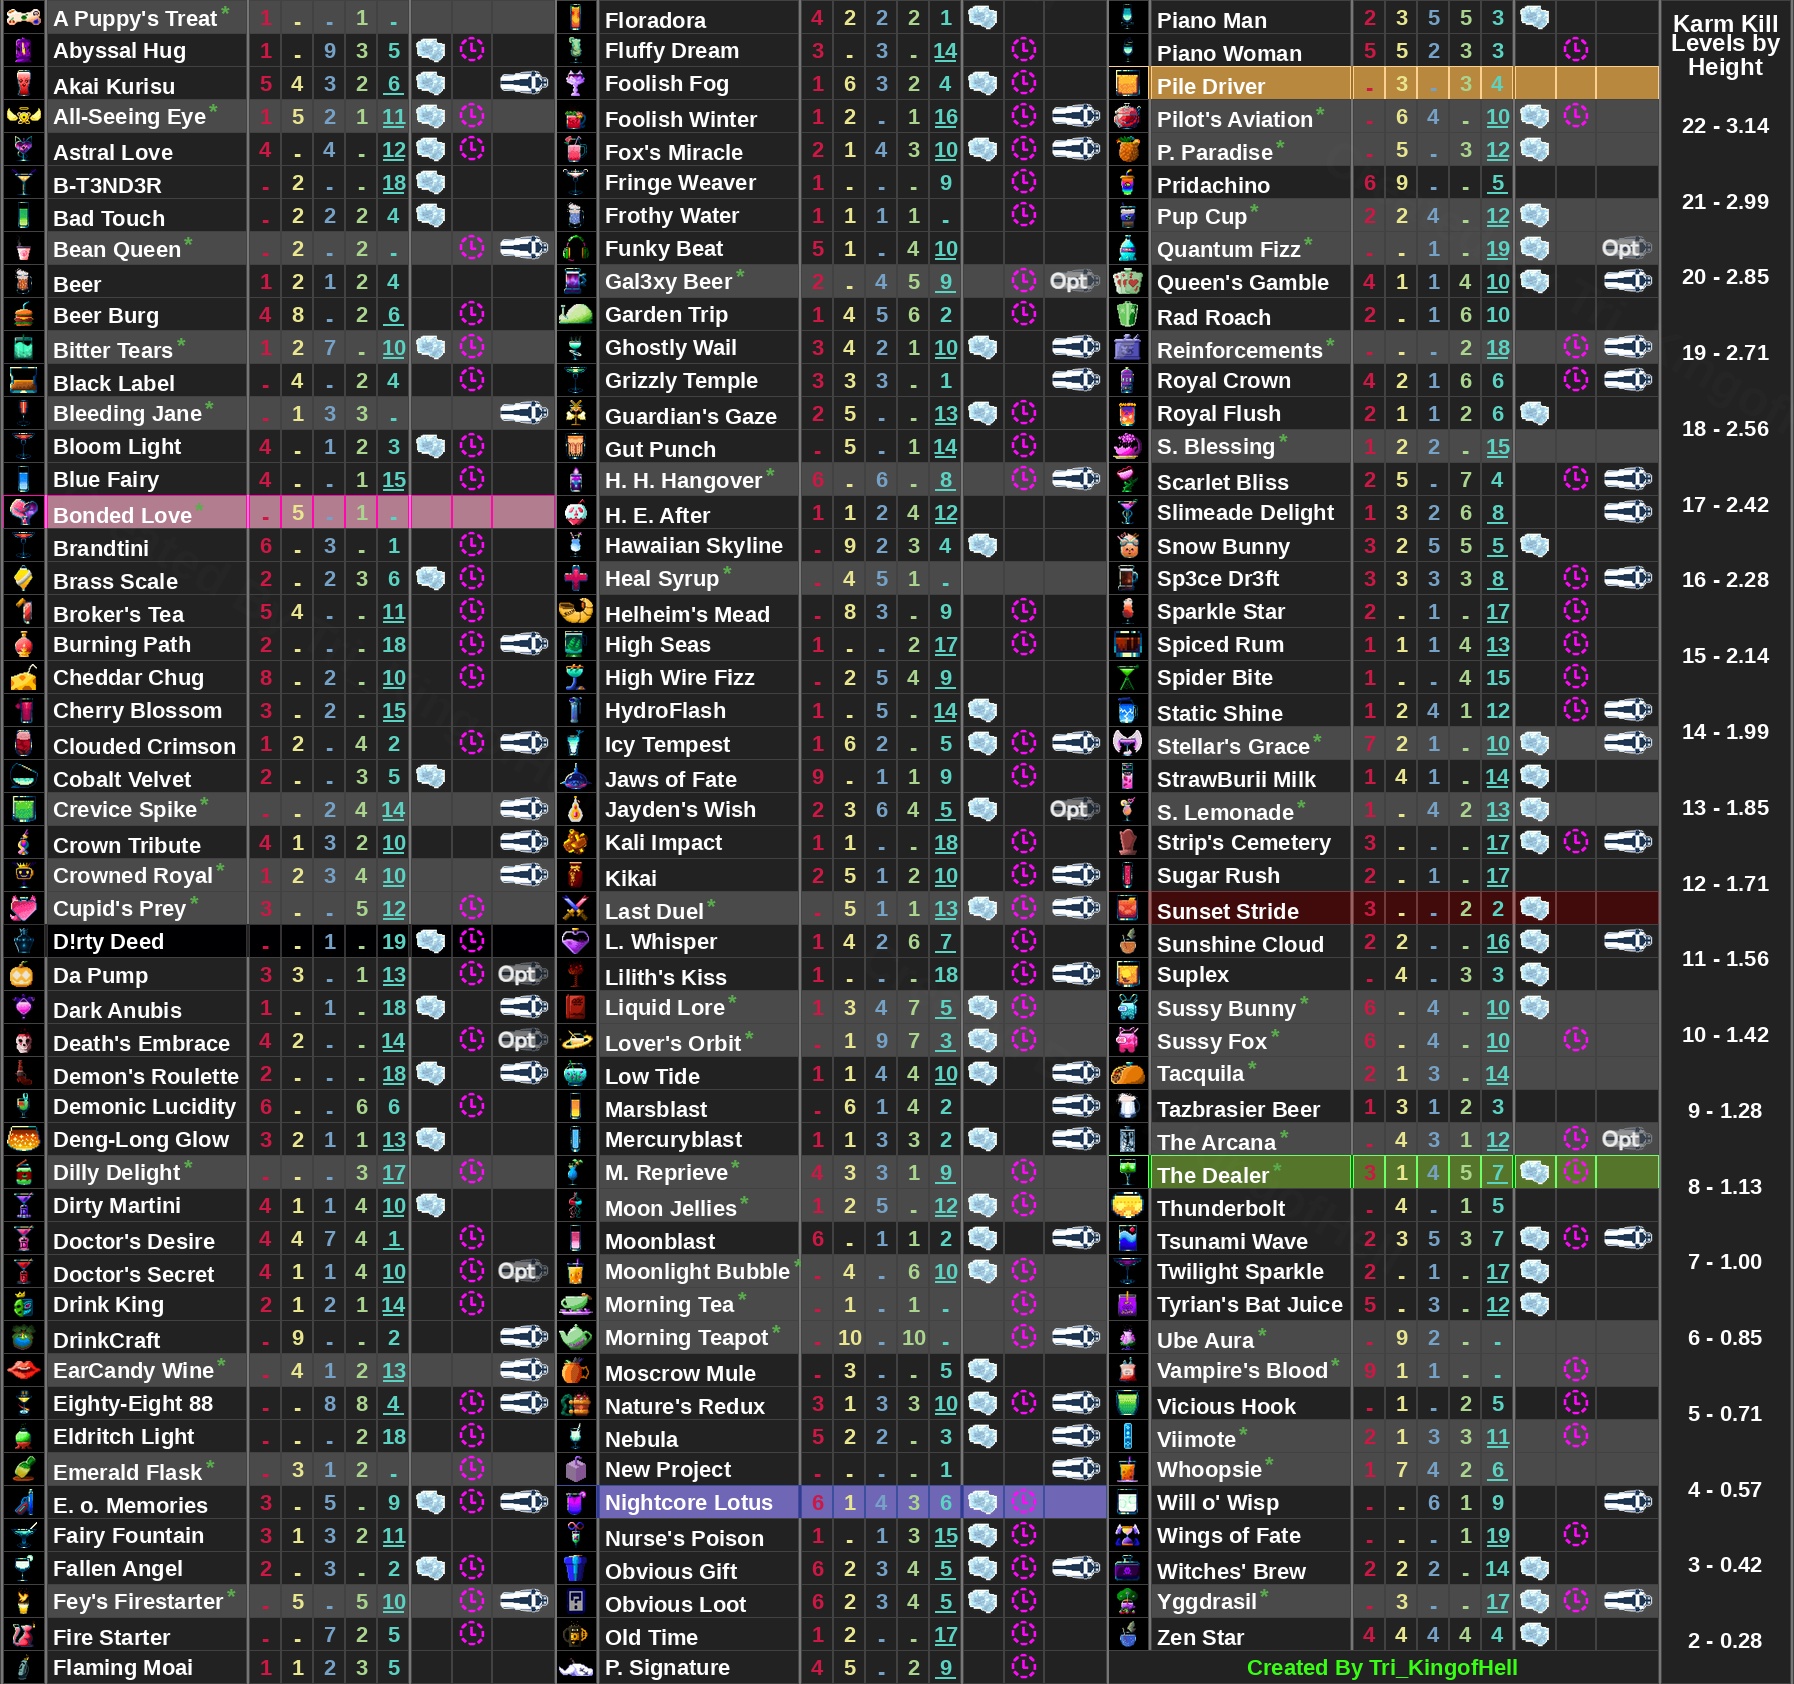 A Puppy's Treat* 1 - - 1 -
Abyssal Hug 1 - 9 3 5
Akai Kurisu 5 4 3 2 6
All-Seeing Eye* 1 5 2 1 11
Astral Love 4 - 4 - 12
B-T3ND3R - 2 - - 18
Bad Touch - 2 2 2 4
Bean Queen* - 2 - 2 -
Beer 1 2 1 2 4
Beer Burg 4 8 - 2 6
Bitter Tears* 1 2 7 - 10
Black Label - 4 - 2 4
Bleeding Jane* - 1 3 3 -
Bloom Light 4 - 1 2 3
Blue Fairy 4 - - 1 15
Bonded Love* - 5 - 1 -
Brandtini 6 - 3 - 1
Brass Scale 2 - 2 3 6
Broker's Tea 5 4 - - 11
Burning Path 2 - - - 18
Cheddar Chug 8 - 2 - 10
Cherry Blossom 3 - 2 - 15
Clouded Crimson 1 2 - 4 2
Cobalt Velvet 2 - - 3 5
Crevice Spike* - - 2 4 14
Crown Tribute 4 1 3 2 10
Crowned Royal* 1 2 3 4 10
Cupid's Prey* 3 - - 5 12
D!rty Deed - - 1 - 19
Da Pump 3 3 - 1 13 Opt
Dark Anubis 1 - 1 - 18
Death's Embrace 4 2 - - 14 Opt
Demon's Roulette 2 - - - 18
Demonic Lucidity 6 - - 6 6
Deng-Long Glow 3 2 1 1 13
Dilly Delight* - - - 3 17
Dirty Martini 4 1 1 4 10
Doctor's Desire 4 4 7 4 1
Doctor's Secret 4 1 1 4 10 Opt
Drink King 2 1 2 1 14
DrinkCraft - 9 - - 2
EarCandy Wine* - 4 1 2 13
Eighty-Eight 88 - - 8 8 4
Eldritch Light - - - 2 18
Emerald Flask* - 3 1 2 -
E. o. Memories 3 - 5 - 9
Fairy Fountain 3 1 3 2 11
Fallen Angel 2 - 3 - 2
Fey's Firestarter* - 5 - 5 10
Fire Starter - - 7 2 5
Flaming Moai 1 1 2 3 5
Floradora 4 2 2 2 1
Fluffy Dream 3 - 3 - 14
Foolish Fog 1 6 3 2 4
Foolish Winter 1 2 - 1 16
Fox's Miracle 2 1 4 3 10
Fringe Weaver 1 - - - 9
Frothy Water 1 1 1 1 -
Funky Beat 5 1 - 4 10
Gal3xy Beer* 2 - 4 5 9 Opt
Garden Trip 1 4 5 6 2
Ghostly Wail 3 4 2 1 10
Grizzly Temple 3 3 3 - 1
Guardian's Gaze 2 5 - - 13
Gut Punch - 5 - 1 14
H. H. Hangover* 6 - 6 - 8
H. E. After 1 1 2 4 12
Hawaiian Skyline - 9 2 3 4
Heal Syrup* - 4 5 1 -
Helheim's Mead - 8 3 - 9
High Seas 1 - - 2 17
High Wire Fizz - 2 5 4 9
HydroFlash 1 - 5 - 14
Icy Tempest 1 6 2 - 5
Jaws of Fate 9 - 1 1 9
Jayden's Wish 2 3 6 4 5 Opt
Kali Impact 1 1 - - 18
Kikai 2 5 1 2 10
Last Duel* - 5 1 1 13
L. Whisper 1 4 2 6 7
Lilith's Kiss 1 - - - 18
Liquid Lore* 1 3 4 7 5
Lover's Orbit* - 1 9 7 3
Low Tide 1 1 4 4 10
Marsblast - 6 1 4 2
Mercuryblast 1 1 3 3 2
M. Reprieve* 4 3 3 1 9
Moon Jellies* 1 2 5 - 12
Moonblast 6 - 1 1 2
Moonlight Bubble* - 4 - 6 10
Morning Tea* - 1 - 1 -
Morning Teapot* - 10 - 10 -
Moscrow Mule - 3 - - 5
Nature's Redux 3 1 3 3 10
Nebula 5 2 2 - 3
New Project - - - - 1
Nightcore Lotus 6 1 4 3 6
Nurse's Poison 1 - 1 3 15
Obvious Gift 6 2 3 4 5
Obvious Loot 6 2 3 4 5
Old Time 1 2 - - 17
P. Signature 4 5 - 2 9
Piano Man 2 3 5 5 3
Piano Woman 5 5 2 3 3
Pile Driver - 3 - 3 4
Pilot's Aviation* - 6 4 - 10
P. Paradise* - 5 - 3 12
Pridachino 6 9 - - 5
Pup Cup* 2 2 4 - 12
Quantum Fizz* - - 1 - 19 Opt
Queen's Gamble 4 1 1 4 10
Rad Roach 2 - 1 6 10
Reinforcements* - - - 2 18
Royal Crown 4 2 1 6 6
Royal Flush 2 1 1 2 6
S. Blessing* 1 2 2 - 15
Scarlet Bliss 2 5 - 7 4
Slimeade Delight 1 3 2 6 8
Snow Bunny 3 2 5 5 5
Sp3ce Dr3ft 3 3 3 3 8
Sparkle Star 2 - 1 - 17
Spiced Rum 1 1 1 4 13
Spider Bite 1 - - 4 15
Static Shine 1 2 4 1 12
Stellar's Grace* 7 2 1 - 10
StrawBurii Milk 1 4 1 - 14
S. Lemonade* 1 - 4 2 13
Strip's Cemetery 3 - - - 17
Sugar Rush 2 - 1 - 17
Sunset Stride 3 - - 2 2
Sunshine Cloud 2 2 - - 16
Suplex - 4 - 3 3
Sussy Bunny* 6 - 4 - 10
Sussy Fox* 6 - 4 - 10
Tacquila* 2 1 3 - 14
Tazbrasier Beer 1 3 1 2 3
The Arcana* - 4 3 1 12 Opt
The Dealer* 3 1 4 5 7
Thunderbolt - 4 - 1 5
Tsunami Wave 2 3 5 3 7
Twilight Sparkle 2 - 1 - 17
Tyrian's Bat Juice 5 - 3 - 12
Ube Aura* - 9 2 - -
Vampire's Blood* 9 1 1 - -
Vicious Hook - 1 - 2 5
Viimote* 2 1 3 3 11
Whoopsie* 1 7 4 2 6
Will o' Wisp - - 6 1 9
Wings of Fate - - - 1 19
Witches' Brew 2 2 2 - 14
Yggdrasil* - 3 - - 17
Zen Star 4 4 4 4 4
Created By Tri_KingofHell
Karm Kill
Levels by
Height
22 - 3.14
21 - 2.99
20 - 2.85
19 - 2.71
18 - 2.56
17 - 2.42
16 - 2.28
15 - 2.14
14 - 1.99
13 - 1.85
12 - 1.71
11 - 1.56
10 - 1.42
9 - 1.28
8 - 1.13
7 - 1.00
6 - 0.85
5 - 0.71
4 - 0.57
3 - 0.42
2 - 0.28